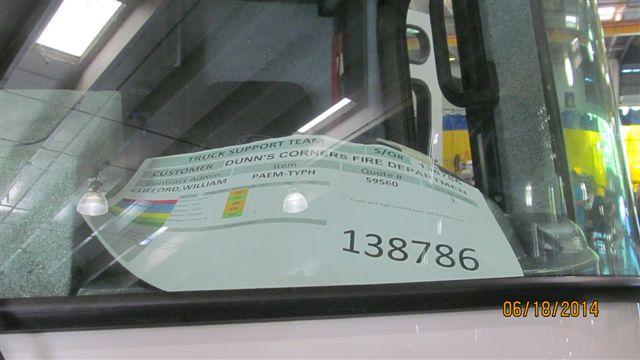 TRUCK SUPPORT TEAM S/O#
CUSTOMER DUNN'S CORNERS FIRE DEPARTMEN
Contract Admin Item Quote #
CLIFFORD,WILLIAM PAEM-TYPH 59560
138786
06/18/2014